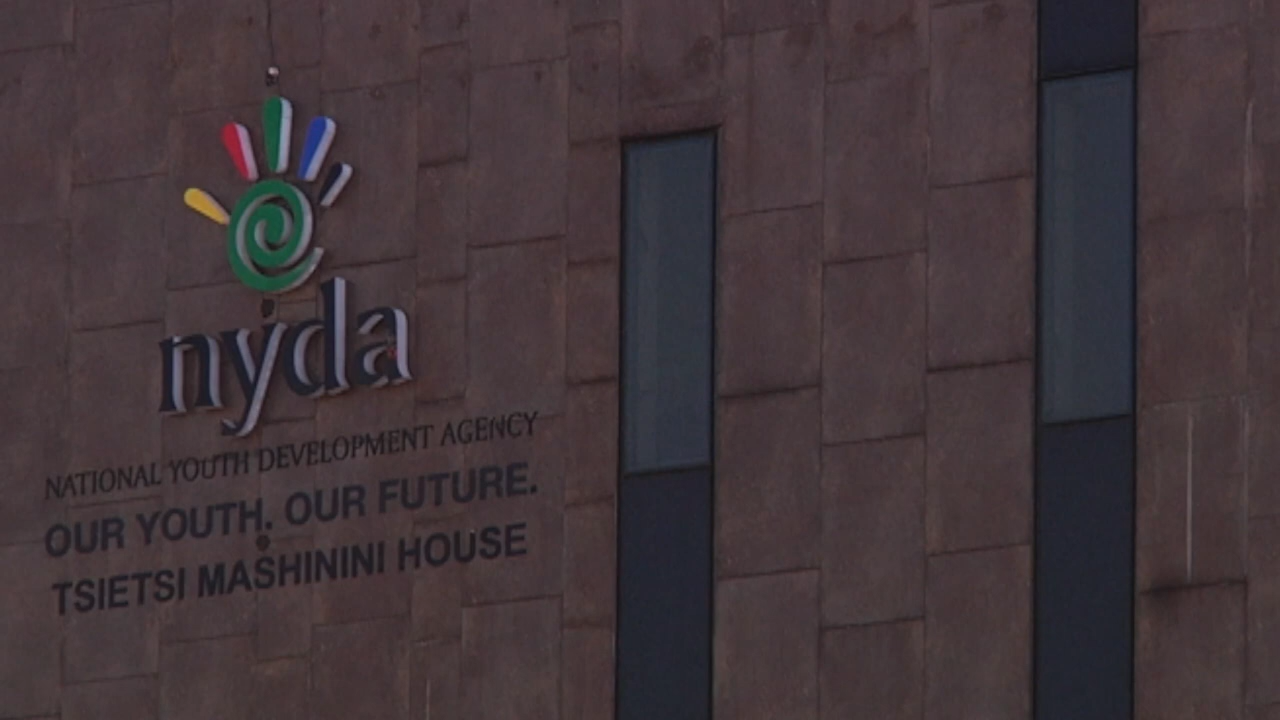 nyda
NATIONAL YOUTH DEVELOPMENT AGENCY
OUR YOUTH. OUR FUTURE.
TSIETSI MASHININI HOUSE